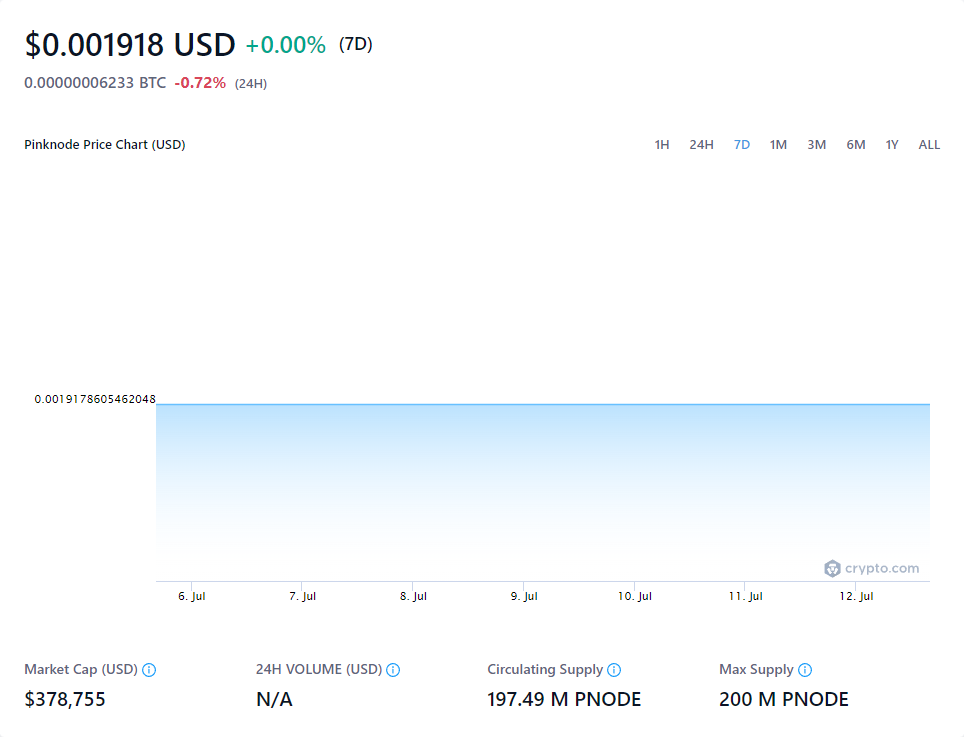 $0.001918 USD +0.00% (7D)
0.00000006233 BTC -0.72% (24H)
Pinknode Price Chart (USD) 1H 24H 7D 1M 3M 6M 1Y ALL
0.0019178605462048
crypto.com
6. Jul 7. Jul 8. Jul 9. Jul 10. Jul 11. Jul 12. Jul
Market Cap (USD) 24H VOLUME (USD) Circulating Supply Max Supply
$378,755 N/A 197.49 M PNODE 200 M PNODE